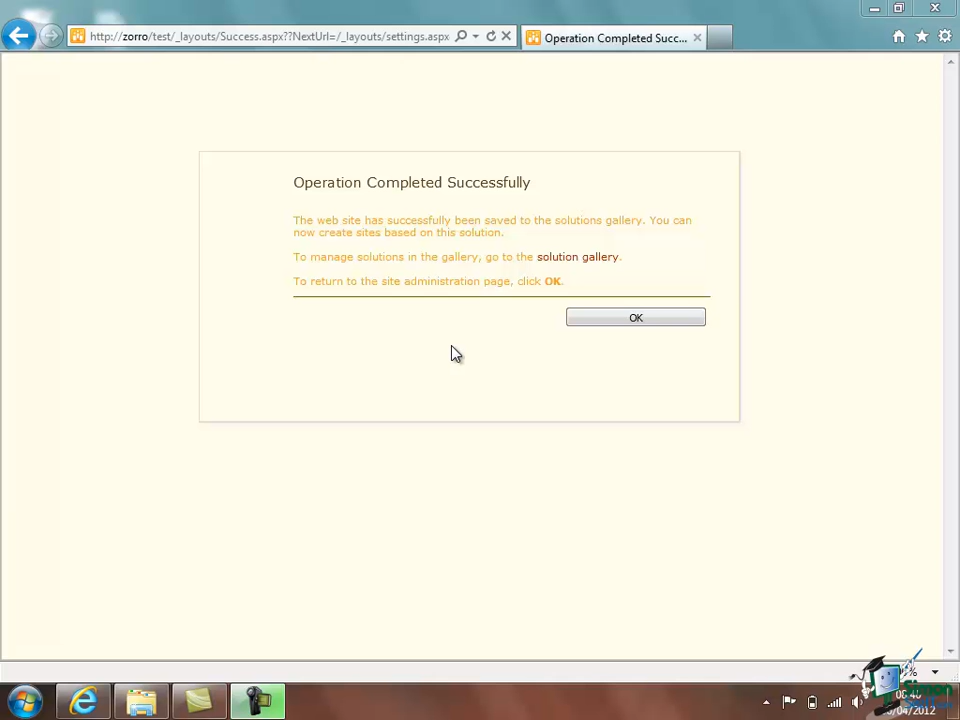 http://zorro/test/_layouts/Success.aspx??NextUrl=/_layouts/settings.aspx
Operation Completed Succ...
Operation Completed Successfully
The web site has successfully been saved to the solutions gallery. You can
now create sites based on this solution.
To manage solutions in the gallery, go to the solution gallery.
To return to the site administration page, click OK.
OK
Simon